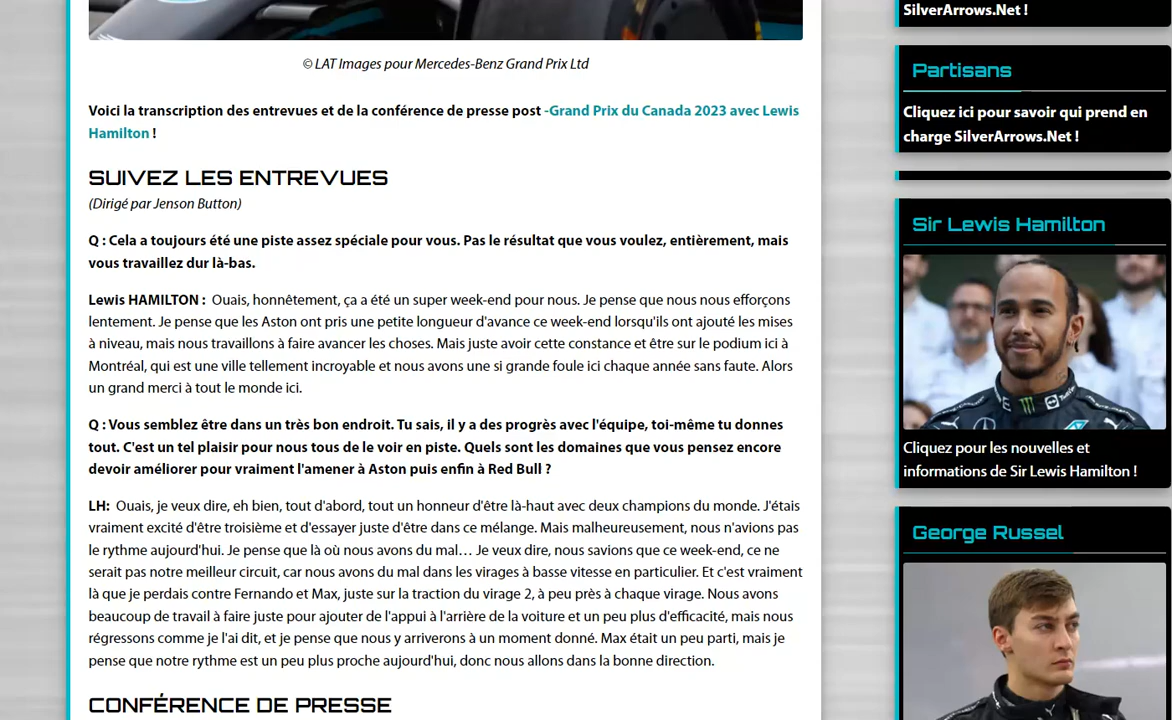 © LAT Images pour Mercedes-Benz Grand Prix Ltd
Voici la transcription des entrevues et de la conférence de presse post -Grand Prix du Canada 2023 avec Lewis
Hamilton !
SUIVEZ LES ENTREVUES
(Dirigé par Jenson Button)
Q : Cela a toujours été une piste assez spéciale pour vous. Pas le résultat que vous voulez, entièrement, mais
vous travaillez dur là-bas.
Lewis HAMILTON : Ouais, honnêtement, ça a été un super week-end pour nous. Je pense que nous nous efforçons
lentement. Je pense que les Aston ont pris une petite longueur d'avance ce week-end lorsqu'ils ont ajouté les mises
à niveau, mais nous travaillons à faire avancer les choses. Mais juste avoir cette constance et être sur le podium ici à
Montréal, qui est une ville tellement incroyable et nous avons une si grande foule ici chaque année sans faute. Alors
un grand merci à tout le monde ici.
Q : Vous semblez être dans un très bon endroit. Tu sais, il y a des progrès avec l'équipe, toi-même tu donnes
tout. C'est un tel plaisir pour nous tous de le voir en piste. Quels sont les domaines que vous pensez encore
devoir améliorer pour vraiment l'amener à Aston puis enfin à Red Bull ?
LH: Ouais, je veux dire, eh bien, tout d'abord, tout un honneur d'être là-haut avec deux champions du monde. J'étais
vraiment excité d'être troisième et d'essayer juste d'être dans ce mélange. Mais malheureusement, nous n'avions pas
le rythme aujourd'hui. Je pense que là où nous avons du mal… Je veux dire, nous savions que ce week-end, ce ne
serait pas notre meilleur circuit, car nous avons du mal dans les virages à basse vitesse en particulier. Et c'est vraiment
là que je perdais contre Fernando et Max, juste sur la traction du virage 2, à peu près à chaque virage. Nous avons
beaucoup de travail à faire juste pour ajouter de l'appui à l'arrière de la voiture et un peu plus d'efficacité, mais nous
régressons comme je l'ai dit, et je pense que nous y arriverons à un moment donné. Max était un peu parti, mais je
pense que notre rythme est un peu plus proche aujourd'hui, donc nous allons dans la bonne direction.
CONFÉRENCE DE PRESSE
SilverArrows.Net !
Partisans
Cliquez ici pour savoir qui prend en
charge SilverArrows.Net !
Sir Lewis Hamilton
Cliquez pour les nouvelles et
informations de Sir Lewis Hamilton !
George Russel